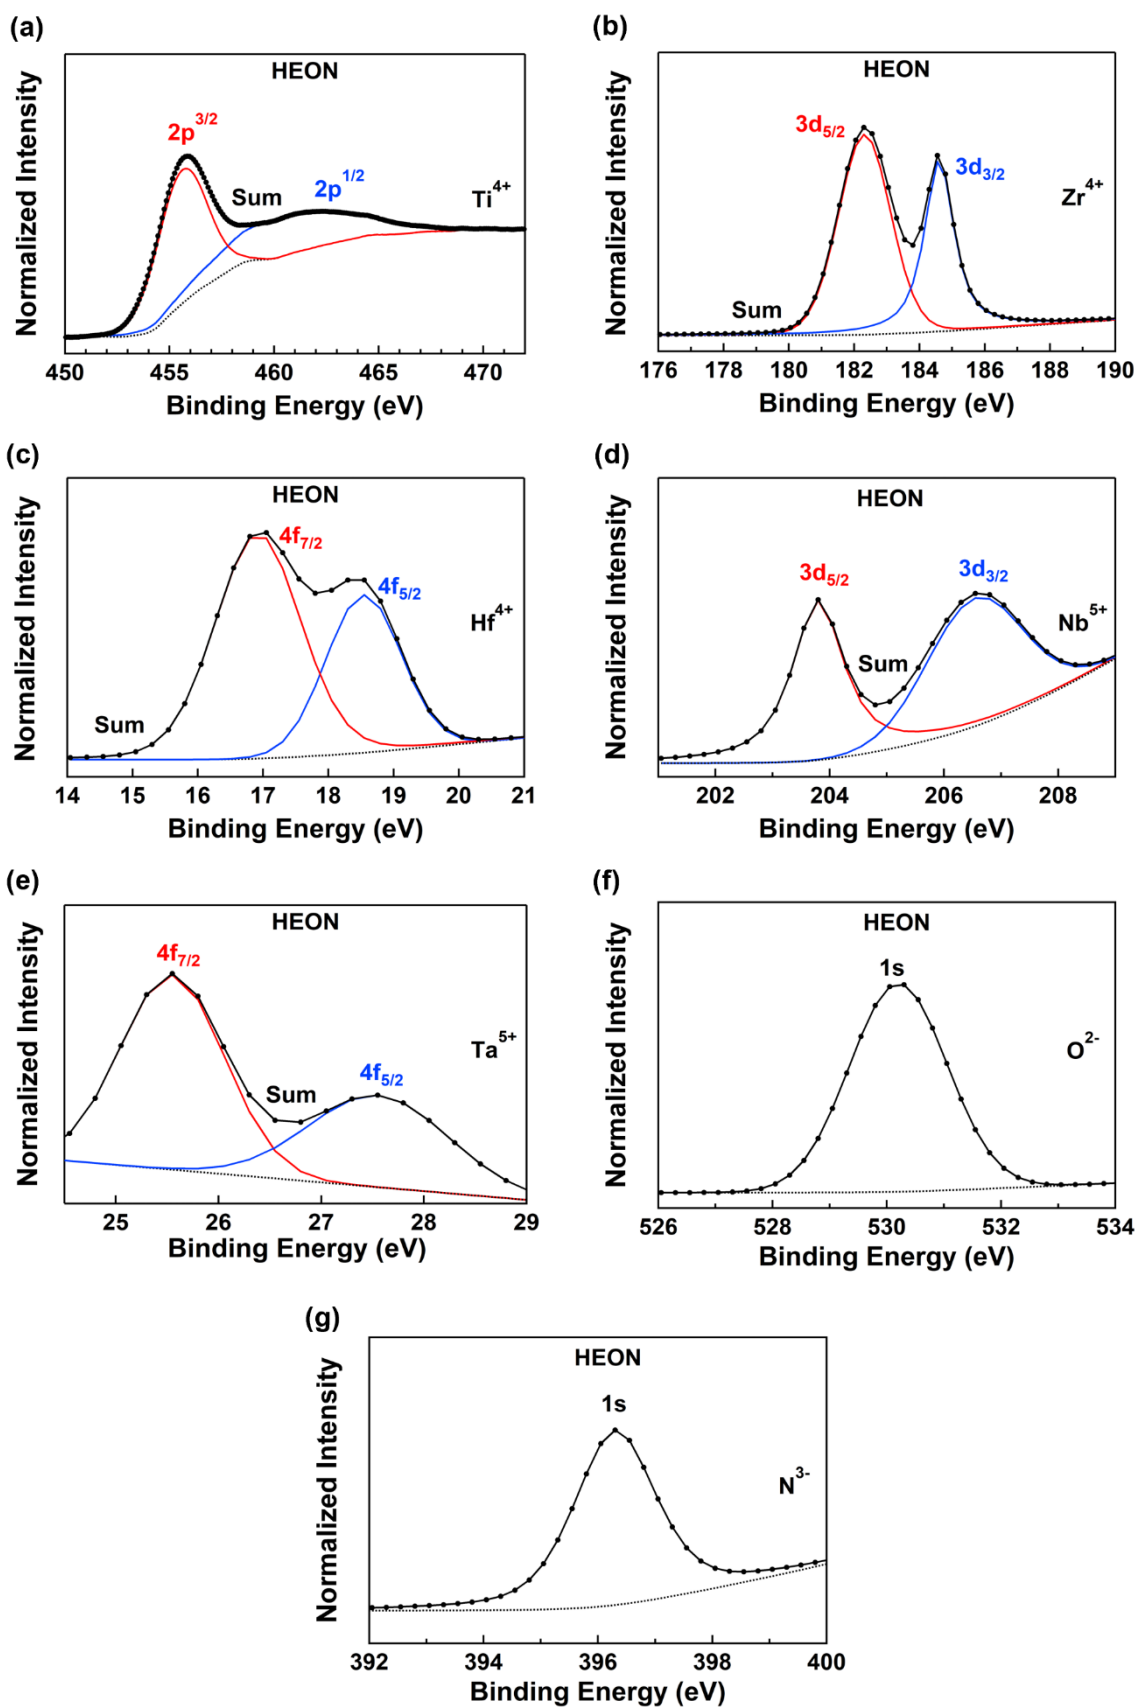 (a)
HEON
2p3/2
Sum
2p1/2
Ti4+
Normalized Intensity
450 455 460 465 470
Binding Energy (eV)
(b)
HEON
3d5/2
3d3/2
Zr4+
Sum
Normalized Intensity
176 178 180 182 184 186 188 190
Binding Energy (eV)
(c)
HEON
4f7/2
4f5/2
Hf4+
Sum
Normalized Intensity
14 15 16 17 18 19 20 21
Binding Energy (eV)
(d)
HEON
3d5/2
3d3/2
Nb5+
Sum
Normalized Intensity
202 204 206 208
Binding Energy (eV)
(e)
HEON
4f7/2
Ta5+
Sum
4f5/2
Normalized Intensity
25 26 27 28 29
Binding Energy (eV)
(f)
HEON
1s
O2-
Normalized Intensity
526 528 530 532 534
Binding Energy (eV)
(g)
HEON
1s
N3-
Normalized Intensity
392 394 396 398 400
Binding Energy (eV)